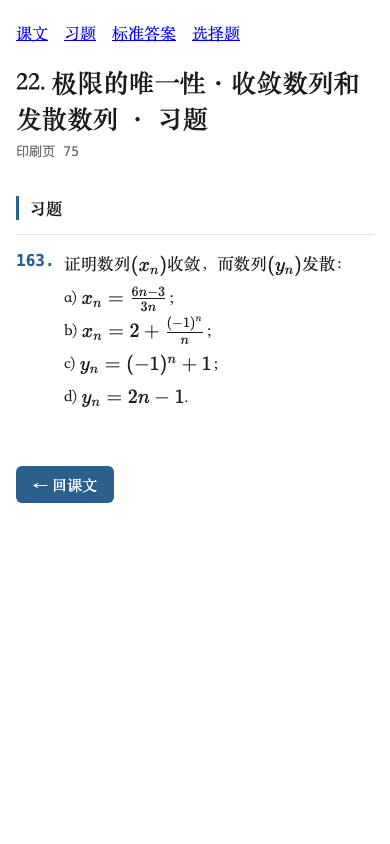 课文 习题 标准答案 选择题
22. 极限的唯一性 · 收敛数列和
发散数列 · 习题
印刷页 75
习题
163. 证明数列(xₙ)收敛，而数列(yₙ)发散：
a) xₙ = (6n−3)/(3n)；
b) xₙ = 2 + (−1)ⁿ/n；
c) yₙ = (−1)ⁿ + 1；
d) yₙ = 2n − 1.
← 回课文